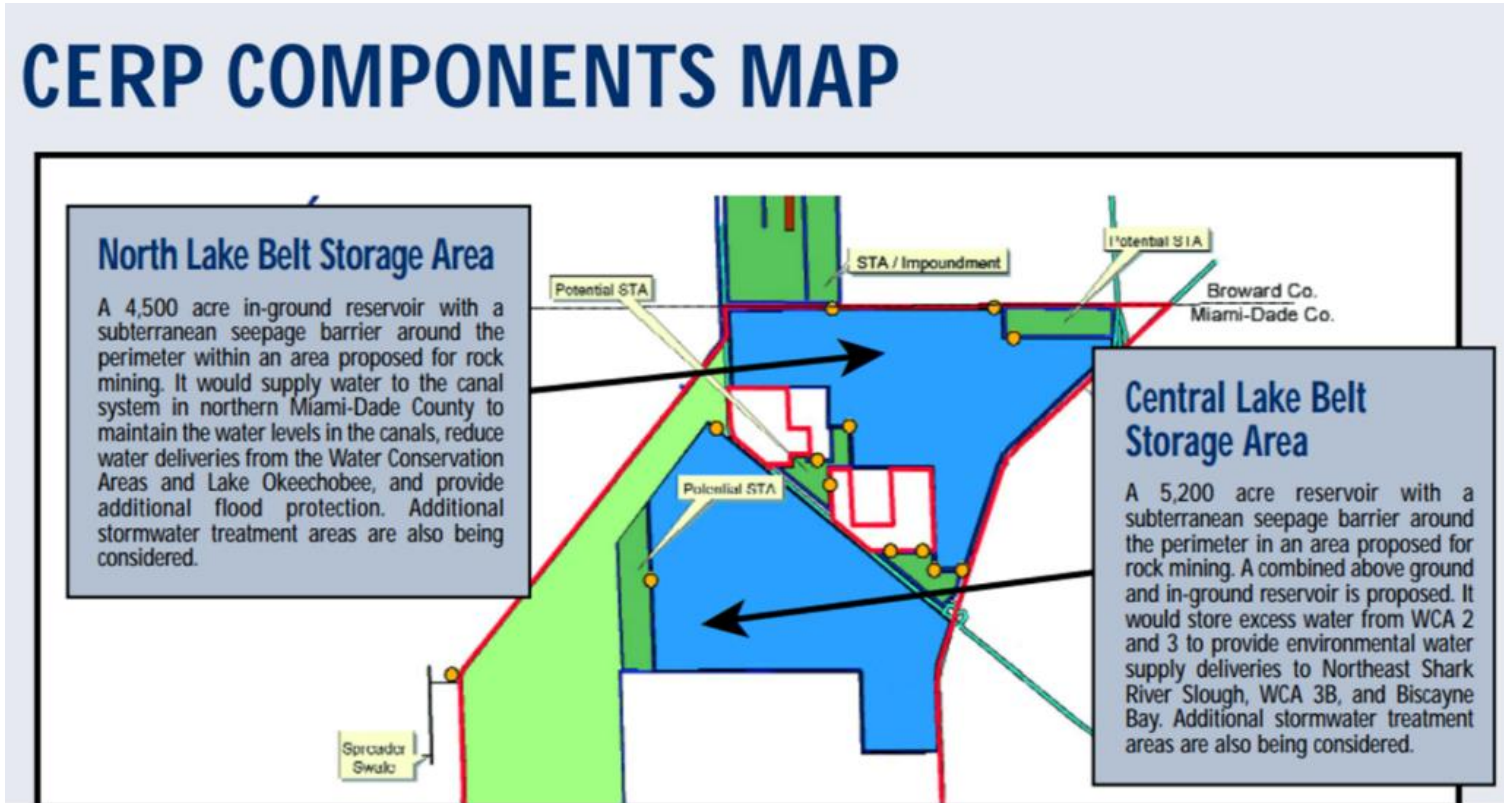 CERP COMPONENTS MAP
North Lake Belt Storage Area
A 4,500 acre in-ground reservoir with a
subterranean seepage barrier around the
perimeter within an area proposed for rock
mining. It would supply water to the canal
system in northern Miami-Dade County to
maintain the water levels in the canals, reduce
water deliveries from the Water Conservation
Areas and Lake Okeechobee, and provide
additional flood protection. Additional
stormwater treatment areas are also being
considered.
Potential STA
STA / Impoundment
Potential STA
Broward Co.
Miami-Dade Co.
Potential STA
Central Lake Belt
Storage Area
A 5,200 acre reservoir with a
subterranean seepage barrier around
the perimeter in an area proposed for
rock mining. A combined above ground
and in-ground reservoir is proposed. It
would store excess water from WCA 2
and 3 to provide environmental water
supply deliveries to Northeast Shark
River Slough, WCA 3B, and Biscayne
Bay. Additional stormwater treatment
areas are also being considered.
Spreader
Swale